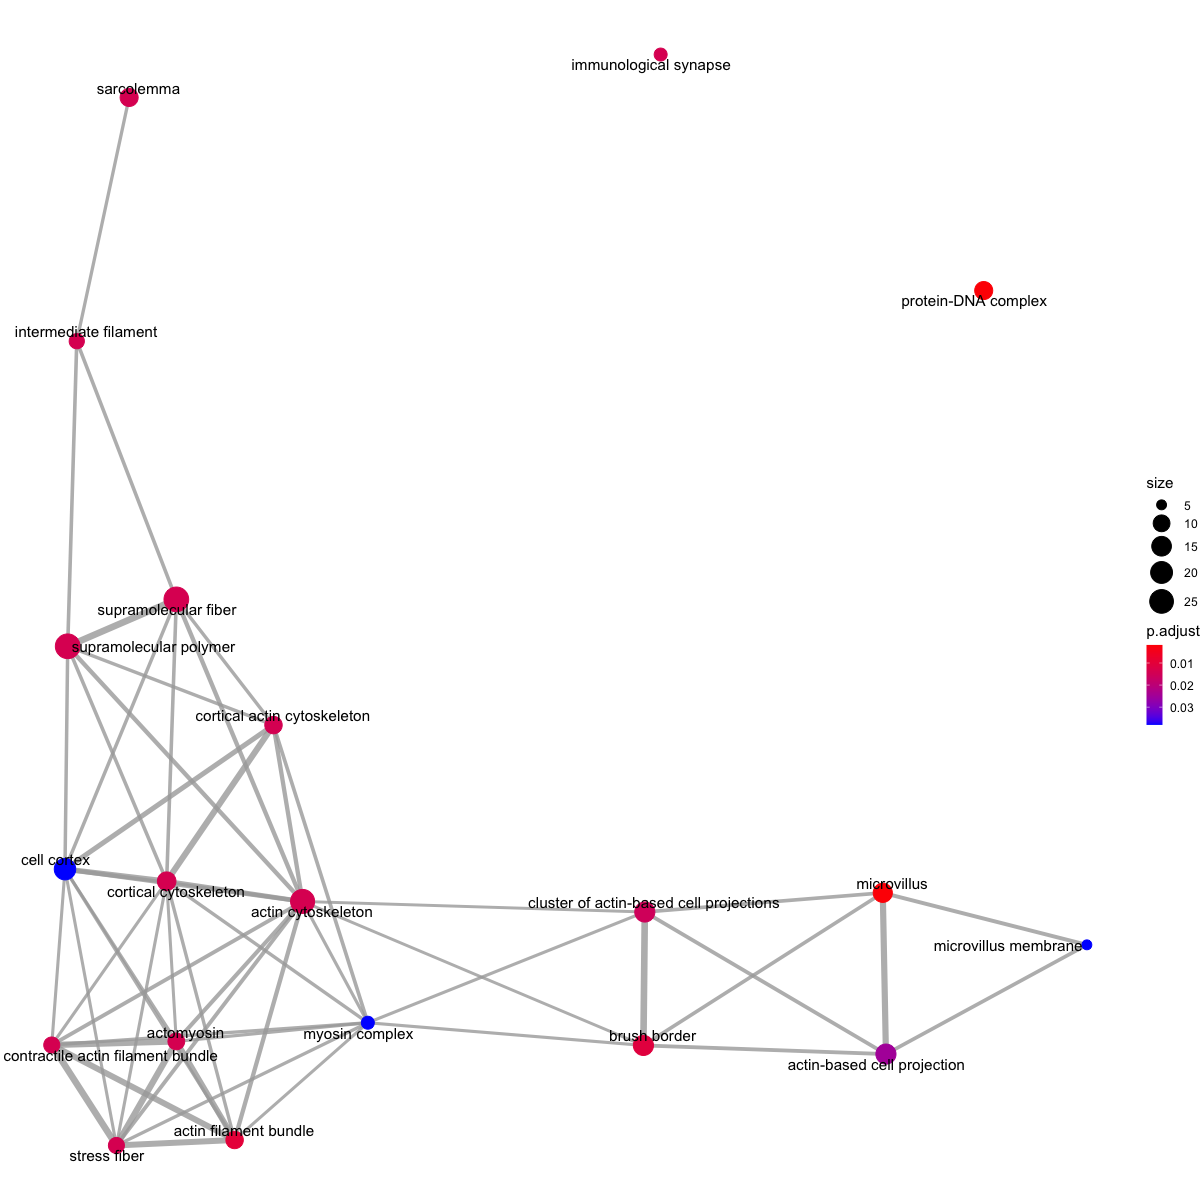 immunological synapse
sarcolemma
protein-DNA complex
intermediate filament
size
5
10
15
20
25
supramolecular fiber
p.adjust
supramolecular polymer
0.01
0.02
0.03
cortical actin cytoskeleton
cell cortex
cortical cytoskeleton
actin cytoskeleton
cluster of actin-based cell projections
microvillus
microvillus membrane
actomyosin
myosin complex
brush border
contractile actin filament bundle
actin-based cell projection
actin filament bundle
stress fiber